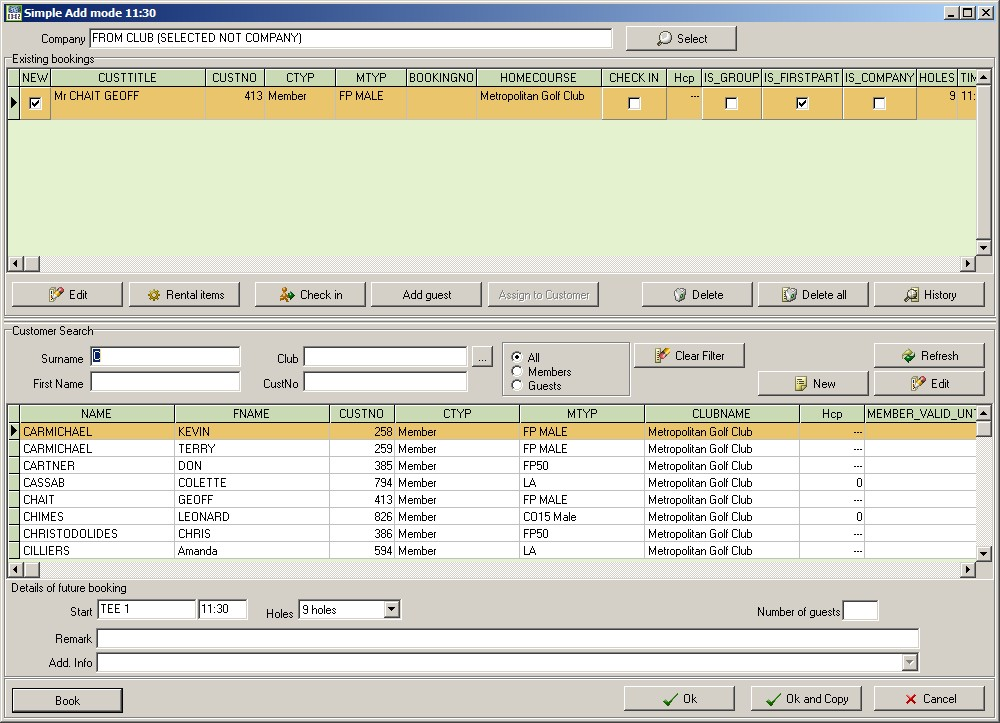 Simple Add mode 11:30
Company FROM CLUB (SELECTED NOT COMPANY) Select
Existing bookings
NEW CUSTTITLE CUSTNO CTYP MTYP BOOKINGNO HOMECOURSE CHECK IN Hcp IS_GROUP IS_FIRSTPART IS_COMPANY HOLES TIM
Mr CHAIT GEOFF 413 Member FP MALE Metropolitan Golf Club --- 9 11:
Edit Rental items Check in Add guest Assign to Customer Delete Delete all History
Customer Search
Surname C Club ... All Clear Filter Refresh
Members
First Name CustNo Guests New Edit
NAME FNAME CUSTNO CTYP MTYP CLUBNAME Hcp MEMBER_VALID_UNT
CARMICHAEL KEVIN 258 Member FP MALE Metropolitan Golf Club ---
CARMICHAEL TERRY 259 Member FP MALE Metropolitan Golf Club ---
CARTNER DON 385 Member FP50 Metropolitan Golf Club ---
CASSAB COLETTE 794 Member LA Metropolitan Golf Club 0
CHAIT GEOFF 413 Member FP MALE Metropolitan Golf Club ---
CHIMES LEONARD 826 Member CO15 Male Metropolitan Golf Club 0
CHRISTODOLIDES CHRIS 386 Member FP50 Metropolitan Golf Club ---
CILLIERS Amanda 594 Member LA Metropolitan Golf Club ---
Details of future booking
Start TEE 1 11:30 Holes 9 holes Number of guests
Remark
Add. Info
Book Ok Ok and Copy Cancel